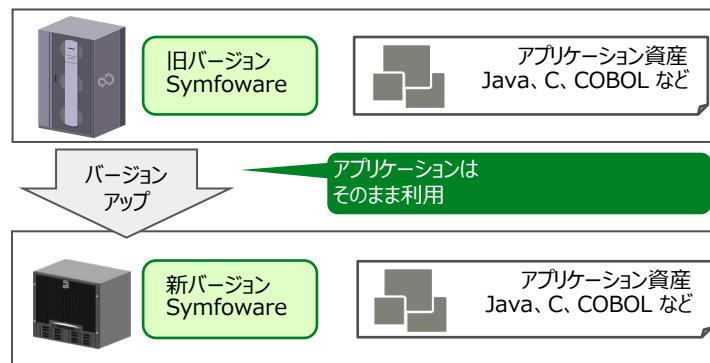 旧バージョン
Symfoware
アプリケーション資産
Java、C、COBOL など
バージョン
アップ
アプリケーションは
そのまま利用
新バージョン
Symfoware
アプリケーション資産
Java、C、COBOL など